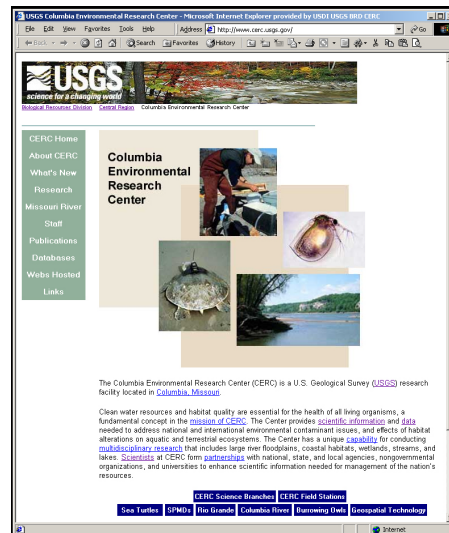 USGS Columbia Environmental Research Center - Microsoft Internet Explorer provided by USDI USGS BRD CERC
File Edit View Favorites Tools Help Address http://www.cerc.usgs.gov/ Go
Back Search Favorites History
USGS
science for a changing world
Biological Resources Division Central Region Columbia Environmental Research Center
CERC Home
About CERC
What's New
Research
Missouri River
Staff
Publications
Databases
Webs Hosted
Links
Columbia
Environmental
Research
Center
The Columbia Environmental Research Center (CERC) is a U.S. Geological Survey (USGS) research
facility located in Columbia, Missouri.
Clean water resources and habitat quality are essential for the health of all living organisms, a
fundamental concept in the mission of CERC. The Center provides scientific information and data
needed to address national and international environmental contaminant issues, and effects of habitat
alterations on aquatic and terrestrial ecosystems. The Center has a unique capability for conducting
multidisciplinary research that includes large river floodplains, coastal habitats, wetlands, streams, and
lakes. Scientists at CERC form partnerships with national, state, and local agencies, nongovernmental
organizations, and universities to enhance scientific information needed for management of the nation's
resources.
CERC Science Branches CERC Field Stations
Sea Turtles SPMDs Rio Grande Columbia River Burrowing Owls Geospatial Technology
Internet